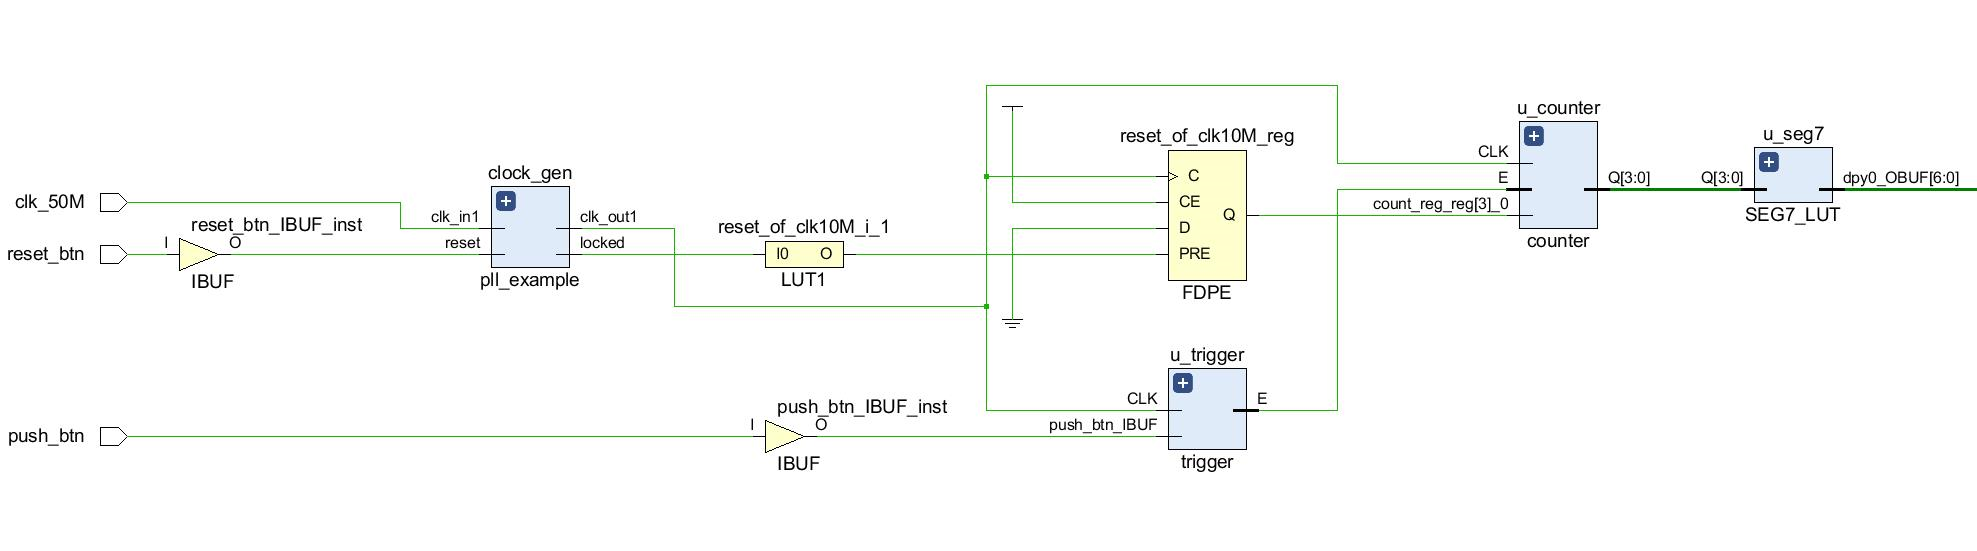 clk_50M
reset_btn
push_btn
I
reset_btn_IBUF_inst
O
IBUF
clock_gen
clk_in1
reset
clk_out1
locked
pll_example
reset_of_clk10M_i_1
I0
O
LUT1
I
push_btn_IBUF_inst
O
IBUF
reset_of_clk10M_reg
C
CE
D
PRE
Q
FDPE
u_trigger
CLK
push_btn_IBUF
E
trigger
u_counter
CLK
E
count_reg_reg[3]_0
Q[3:0]
counter
u_seg7
Q[3:0]
dpy0_OBUF[6:0]
SEG7_LUT